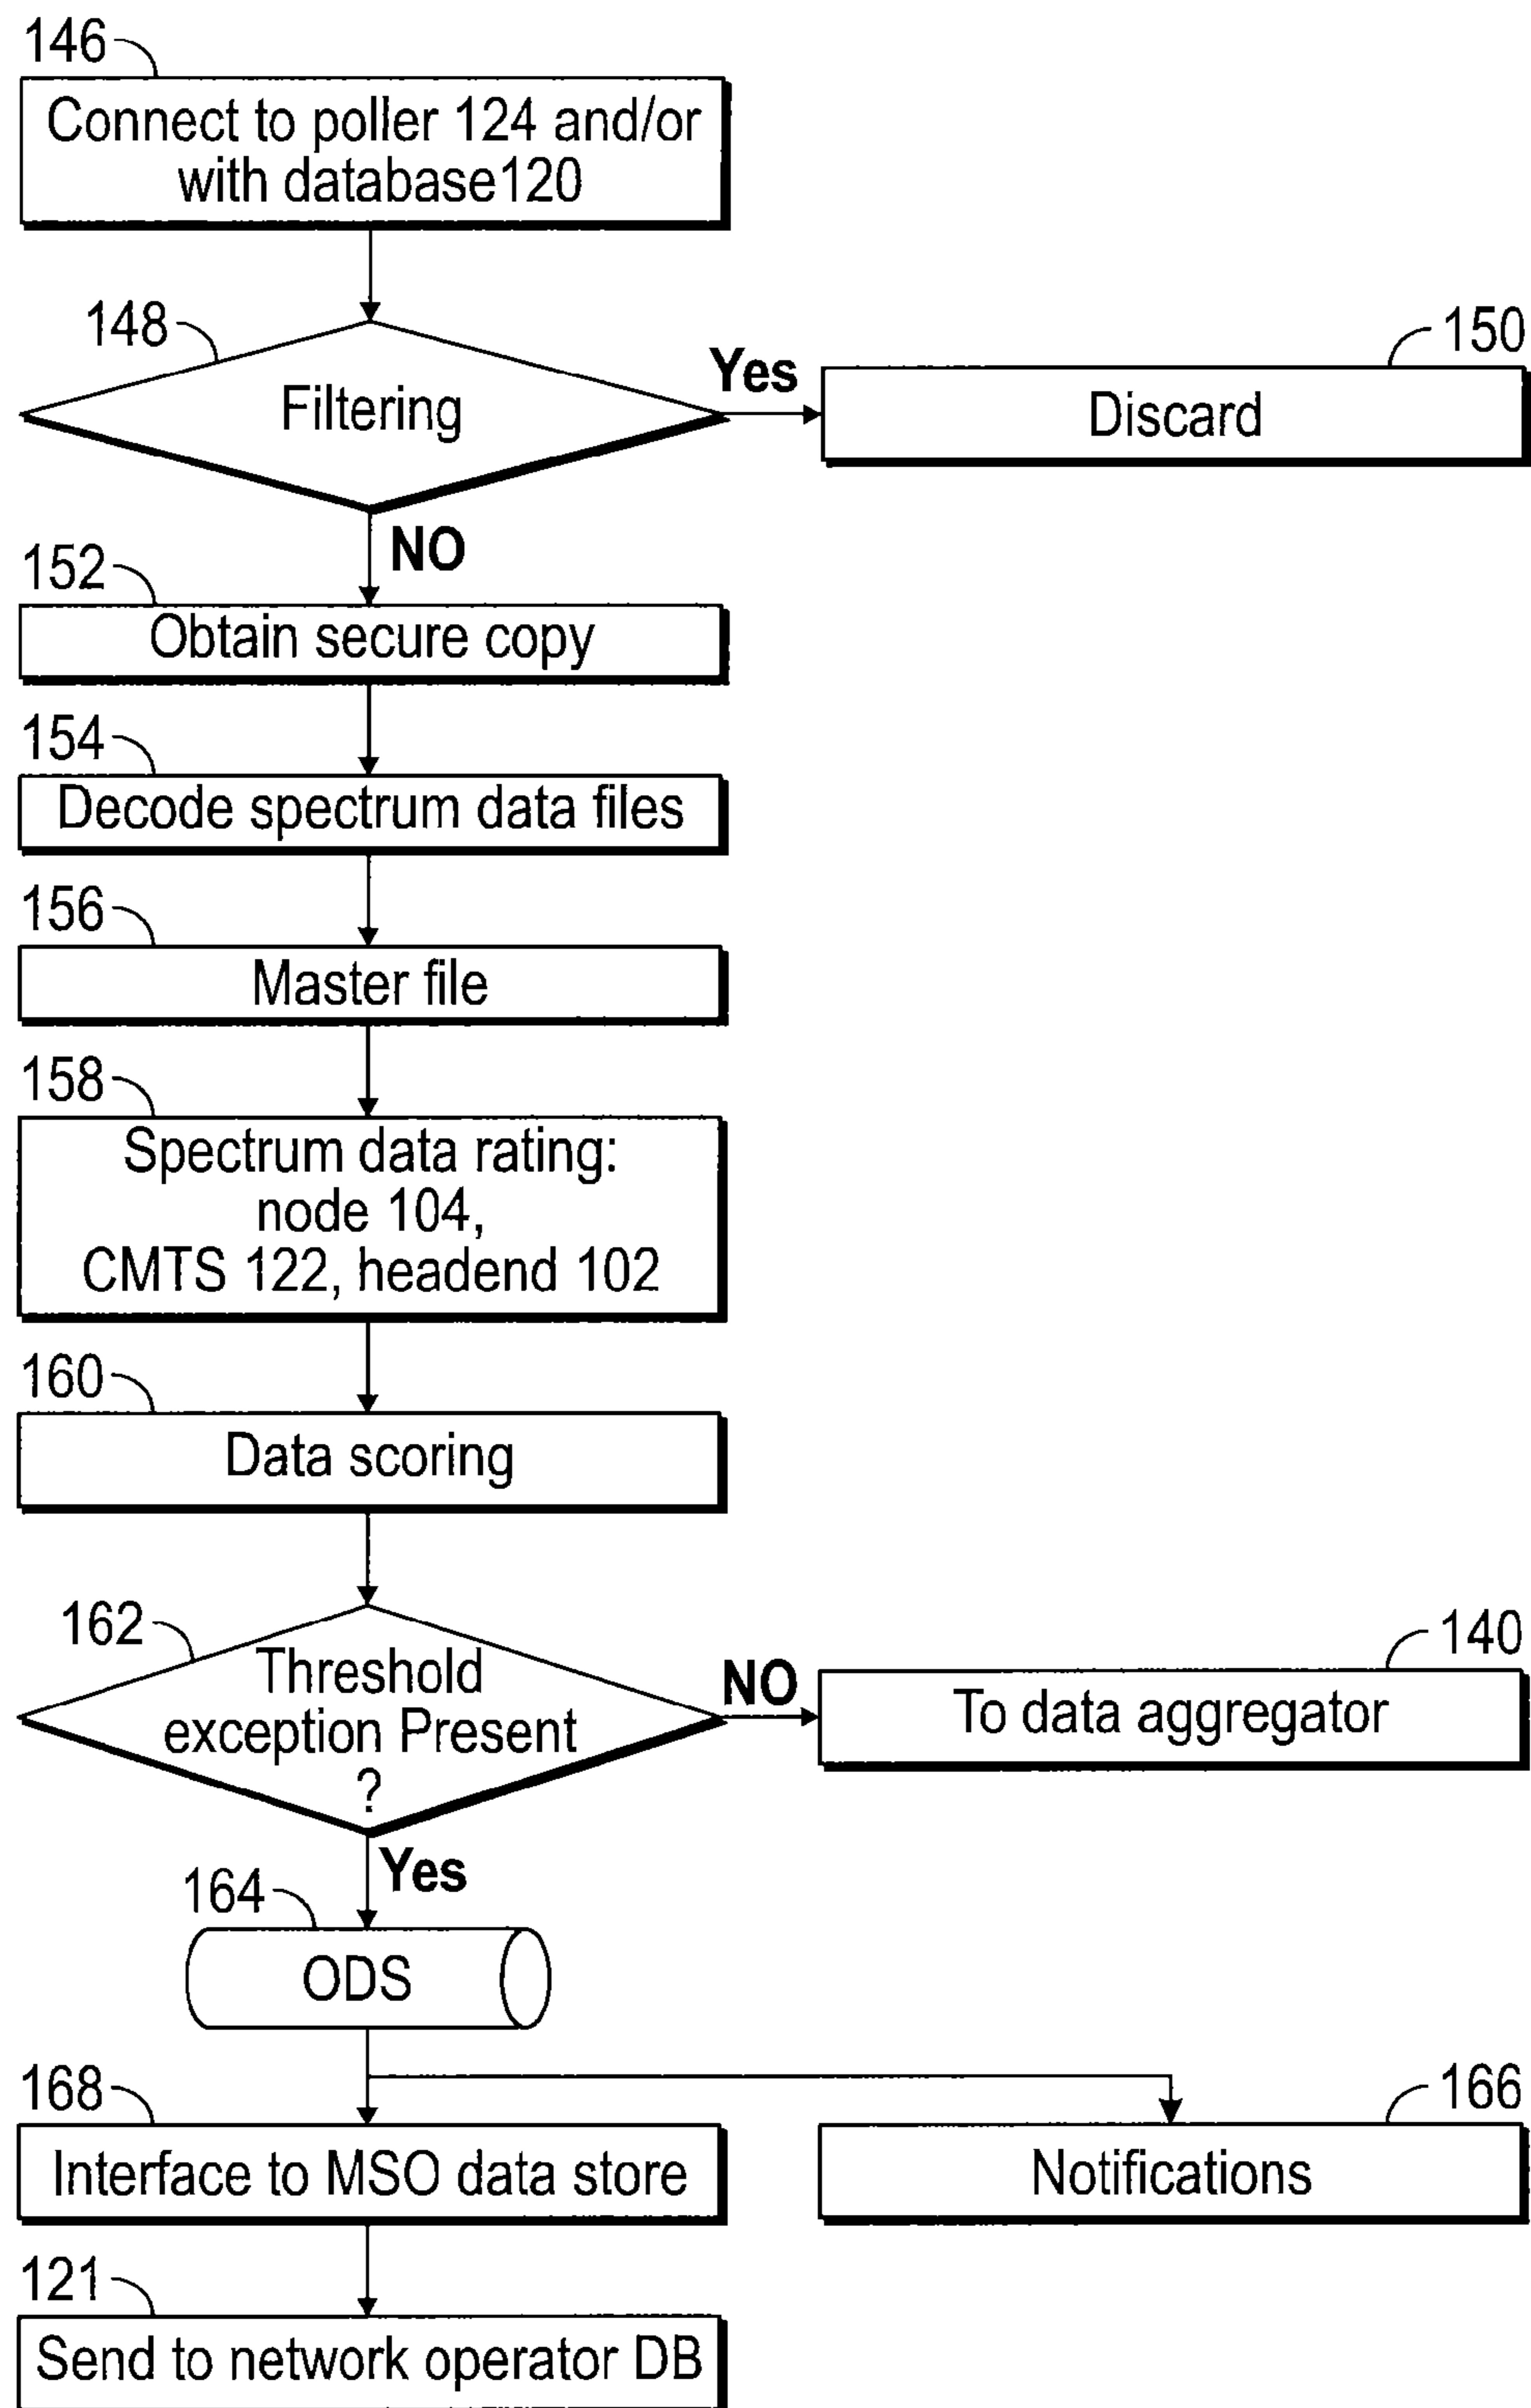 146
Connect to poller 124 and/or
with database120
148
Filtering
Yes
150
Discard
NO
152
Obtain secure copy
154
Decode spectrum data files
156
Master file
158
Spectrum data rating:
node 104,
CMTS 122, headend 102
160
Data scoring
162
Threshold
exception Present
?
NO
140
To data aggregator
Yes
164
ODS
168
Interface to MSO data store
166
Notifications
121
Send to network operator DB